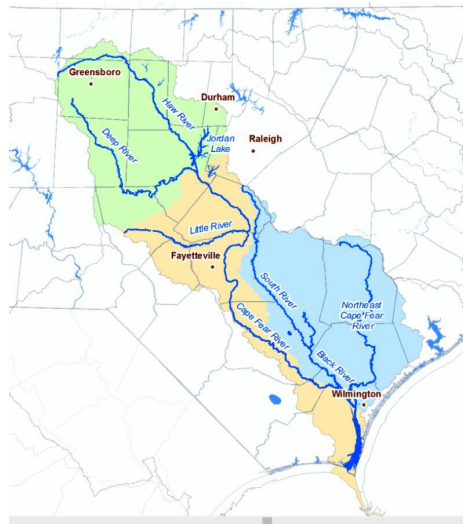 Greensboro
Haw River
Durham
Jordan
Lake
Raleigh
Deep River
Little River
Fayetteville
South River
Cape Fear River
Northeast
Cape Fear
River
Black River
Wilmington